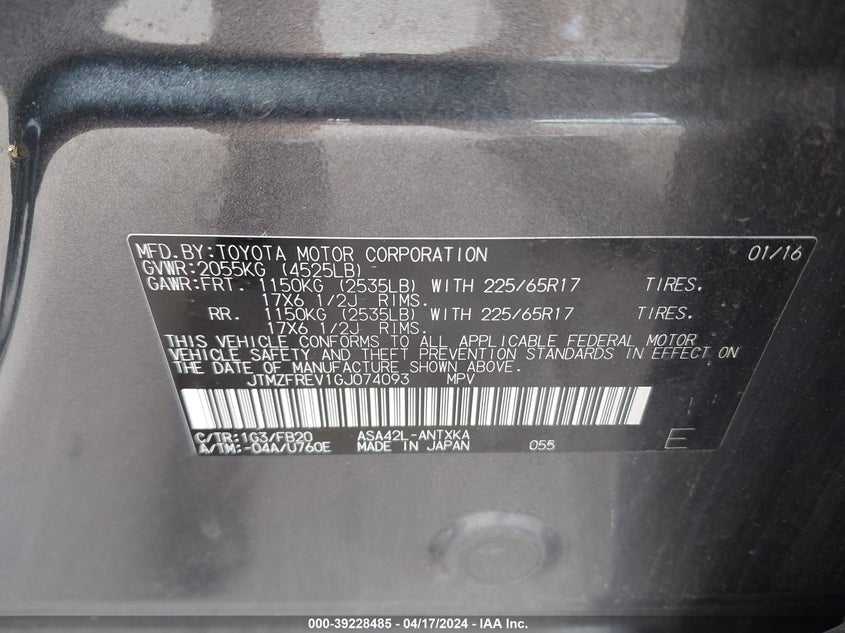 MFD.BY:TOYOTA MOTOR CORPORATION 01/16
GVWR:2055KG (4525LB)
GAWR:FRT. 1150KG (2535LB) WITH 225/65R17 TIRES.
17X6 1/2J RIMS.
RR. 1150KG (2535LB) WITH 225/65R17 TIRES.
17X6 1/2J RIMS.
THIS VEHICLE CONFORMS TO ALL APPLICABLE FEDERAL MOTOR
VEHICLE SAFETY AND THEFT PREVENTION STANDARDS IN EFFECT ON
THE DATE OF MANUFACTURE SHOWN ABOVE.
JTMZFREV1GJ074093 MPV
C/TR:1G3/FB20 ASA42L-ANTXKA
A/TM:-04A/U760E MADE IN JAPAN 055 E
000-39228485 - 04/17/2024 - IAA Inc.